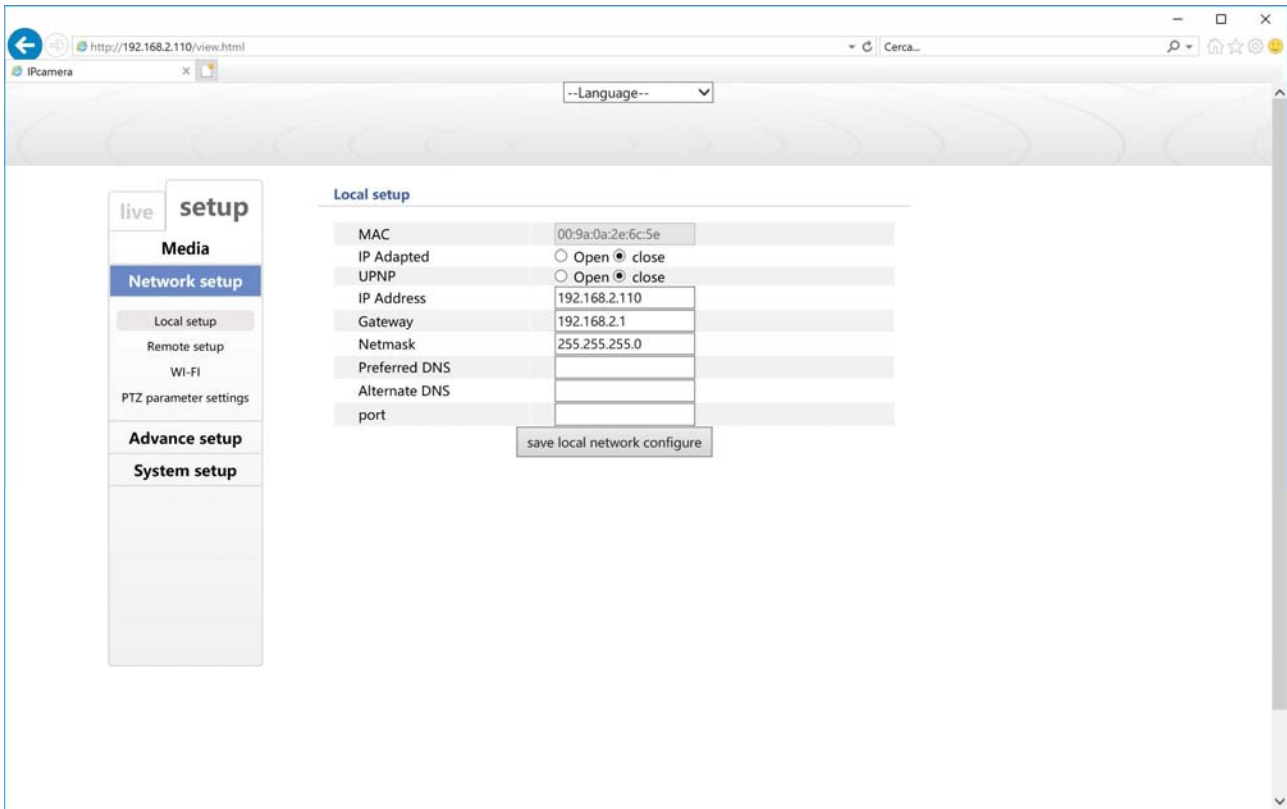 http://192.168.2.110/view.html
Cerca...
IPcamera
--Language--
live setup
Media
Network setup
Local setup
Remote setup
WI-FI
PTZ parameter settings
Advance setup
System setup
Local setup
MAC 00:9a:0a:2e:6c:5e
IP Adapted Open close
UPNP Open close
IP Address 192.168.2.110
Gateway 192.168.2.1
Netmask 255.255.255.0
Preferred DNS
Alternate DNS
port
save local network configure